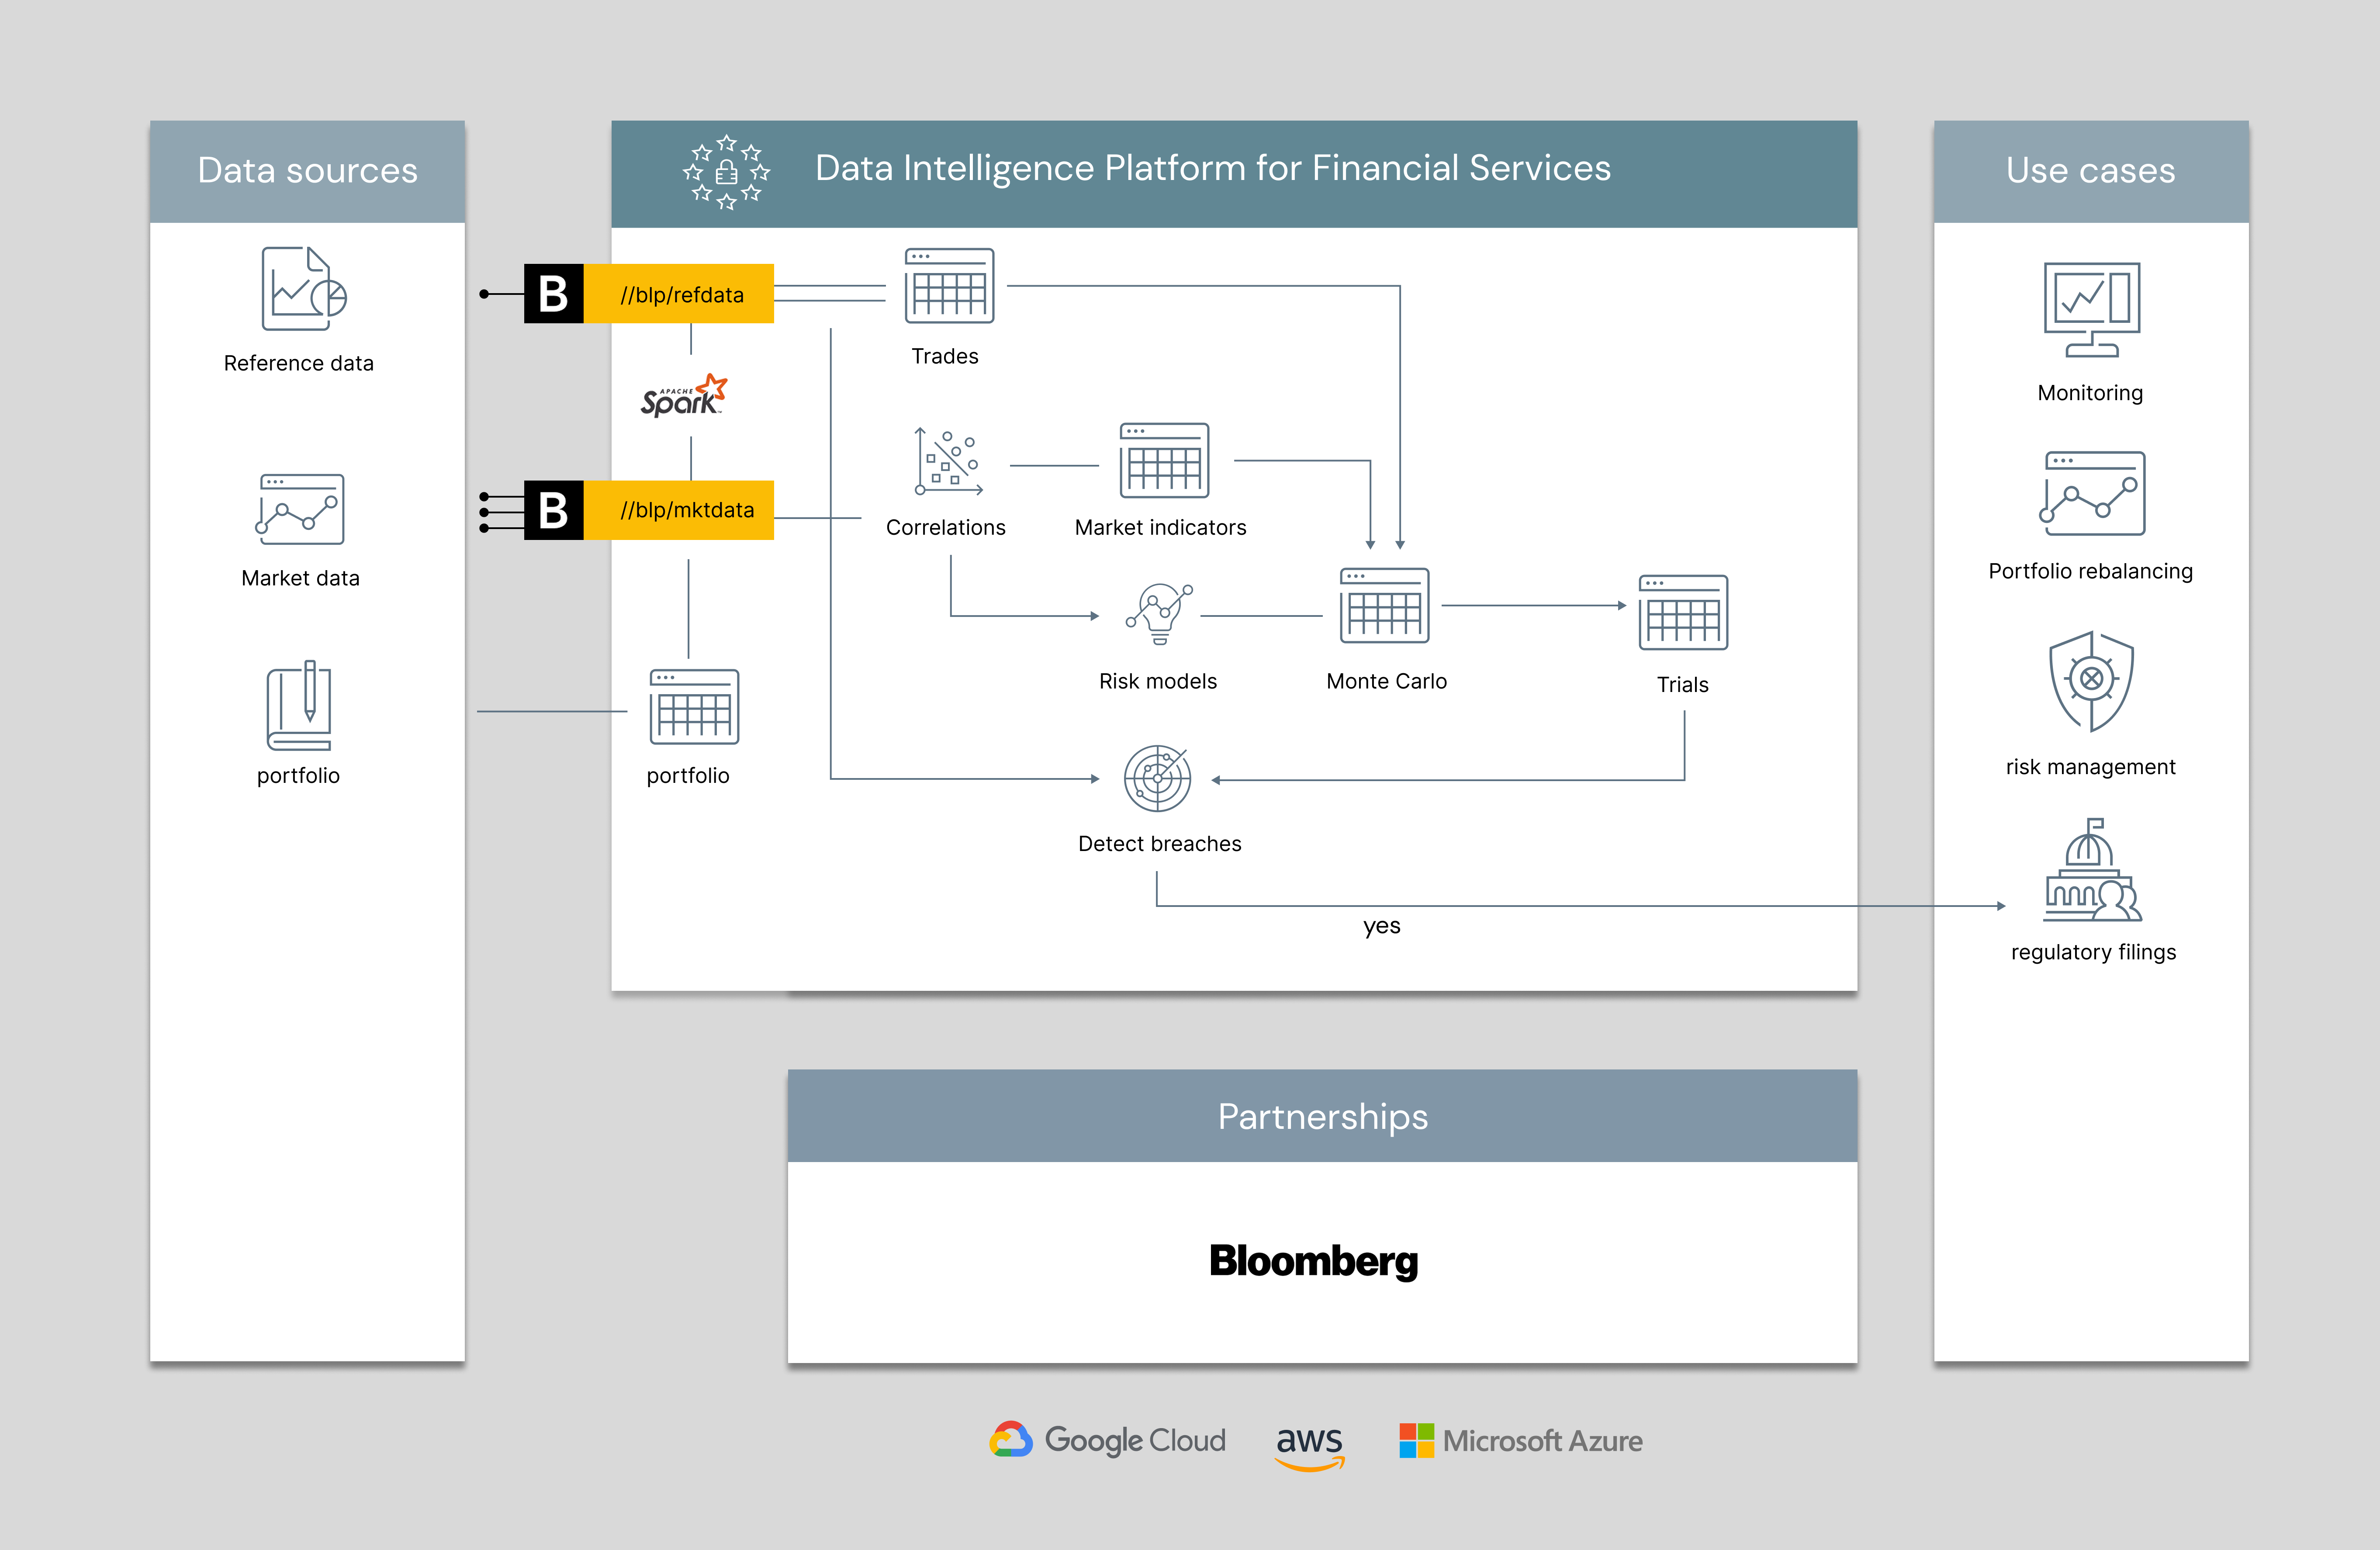 Data sources
Reference data
Market data
portfolio
Data Intelligence Platform for Financial Services
B //blp/refdata
Trades
APACHE
Spark™
B //blp/mktdata
Correlations
Market indicators
Risk models
Monte Carlo
Trials
portfolio
Detect breaches
yes
Use cases
Monitoring
Portfolio rebalancing
risk management
regulatory filings
Partnerships
Bloomberg
Google Cloud
aws
Microsoft Azure